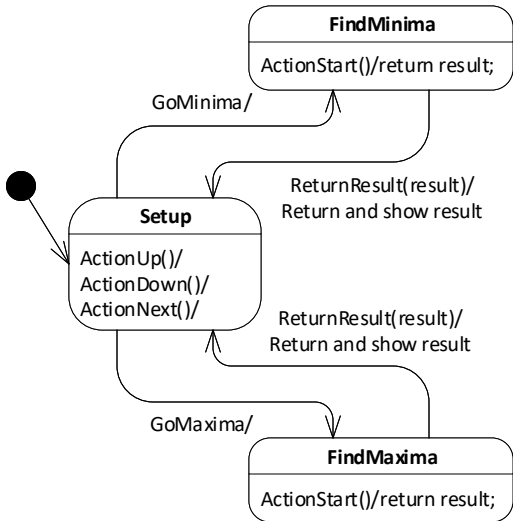 FindMinima
ActionStart()/return result;
GoMinima/
ReturnResult(result)/
Return and show result
Setup
ActionUp()/
ActionDown()/
ActionNext()/
ReturnResult(result)/
Return and show result
GoMaxima/
FindMaxima
ActionStart()/return result;